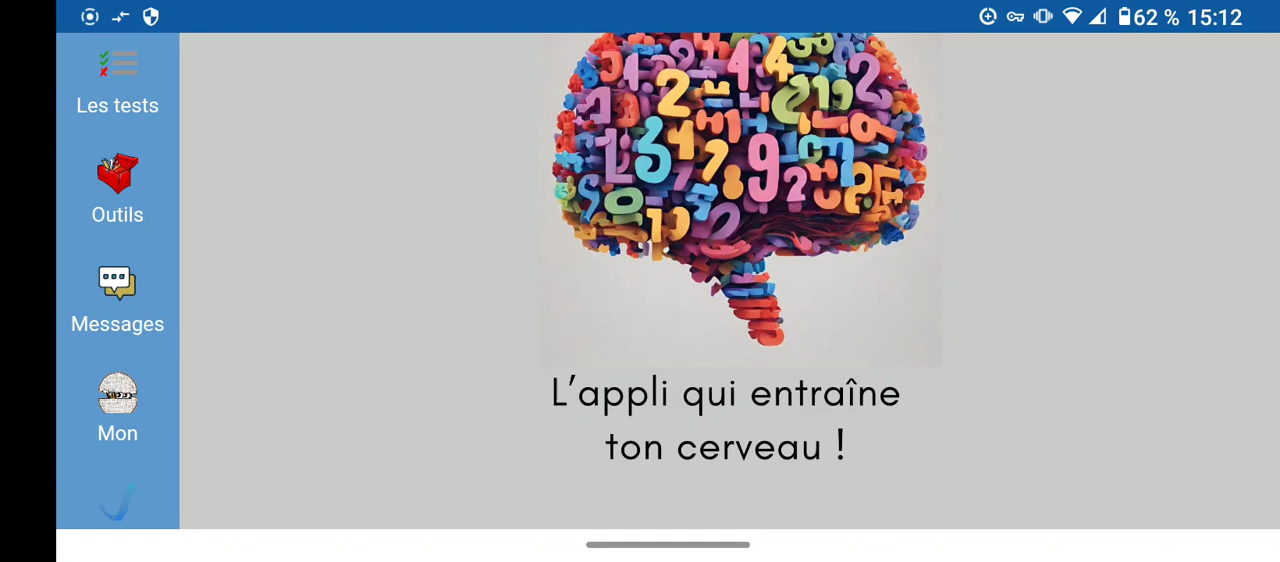 62 % 15:12
Les tests
Outils
Messages
Mon
L’appli qui entraîne
ton cerveau !